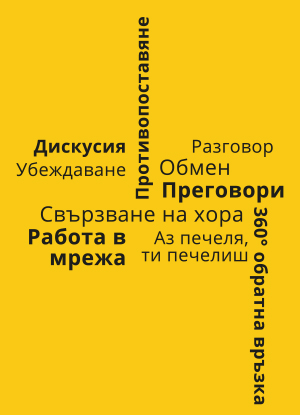 Противопоставяне
Дискусия
Разговор
Убеждаване
Обмен
Преговори
Свързване на хора
Работа в
мрежа
Аз печеля,
ти печелиш
360° обратна връзка